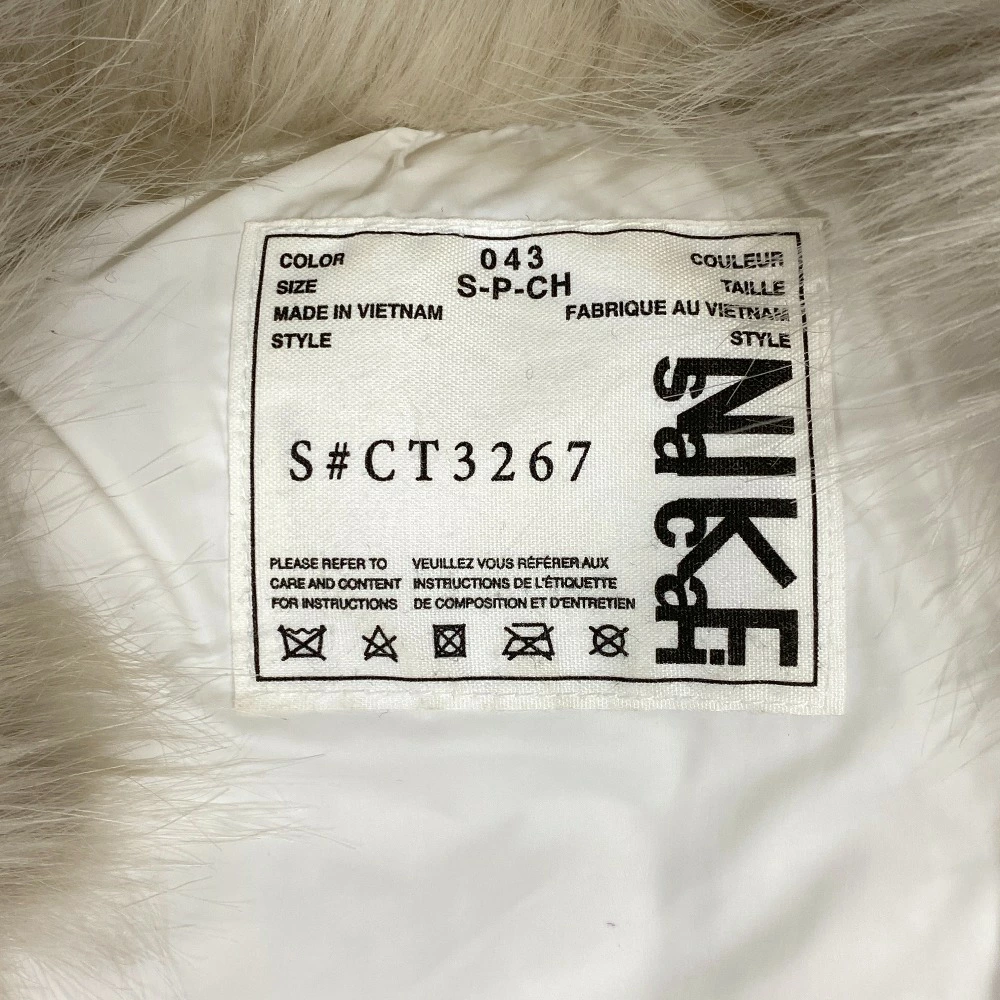 COLOR 043 COULEUR
SIZE S-P-CH TAILLE
MADE IN VIETNAM FABRIQUE AU VIETNAM
STYLE STYLE
S#CT3267
PLEASE REFER TO
CARE AND CONTENT
FOR INSTRUCTIONS
VEUILLEZ VOUS RÉFÉRER AUX
INSTRUCTIONS DE L'ÉTIQUETTE
DE COMPOSITION ET D'ENTRETIEN
NIKE
sacai